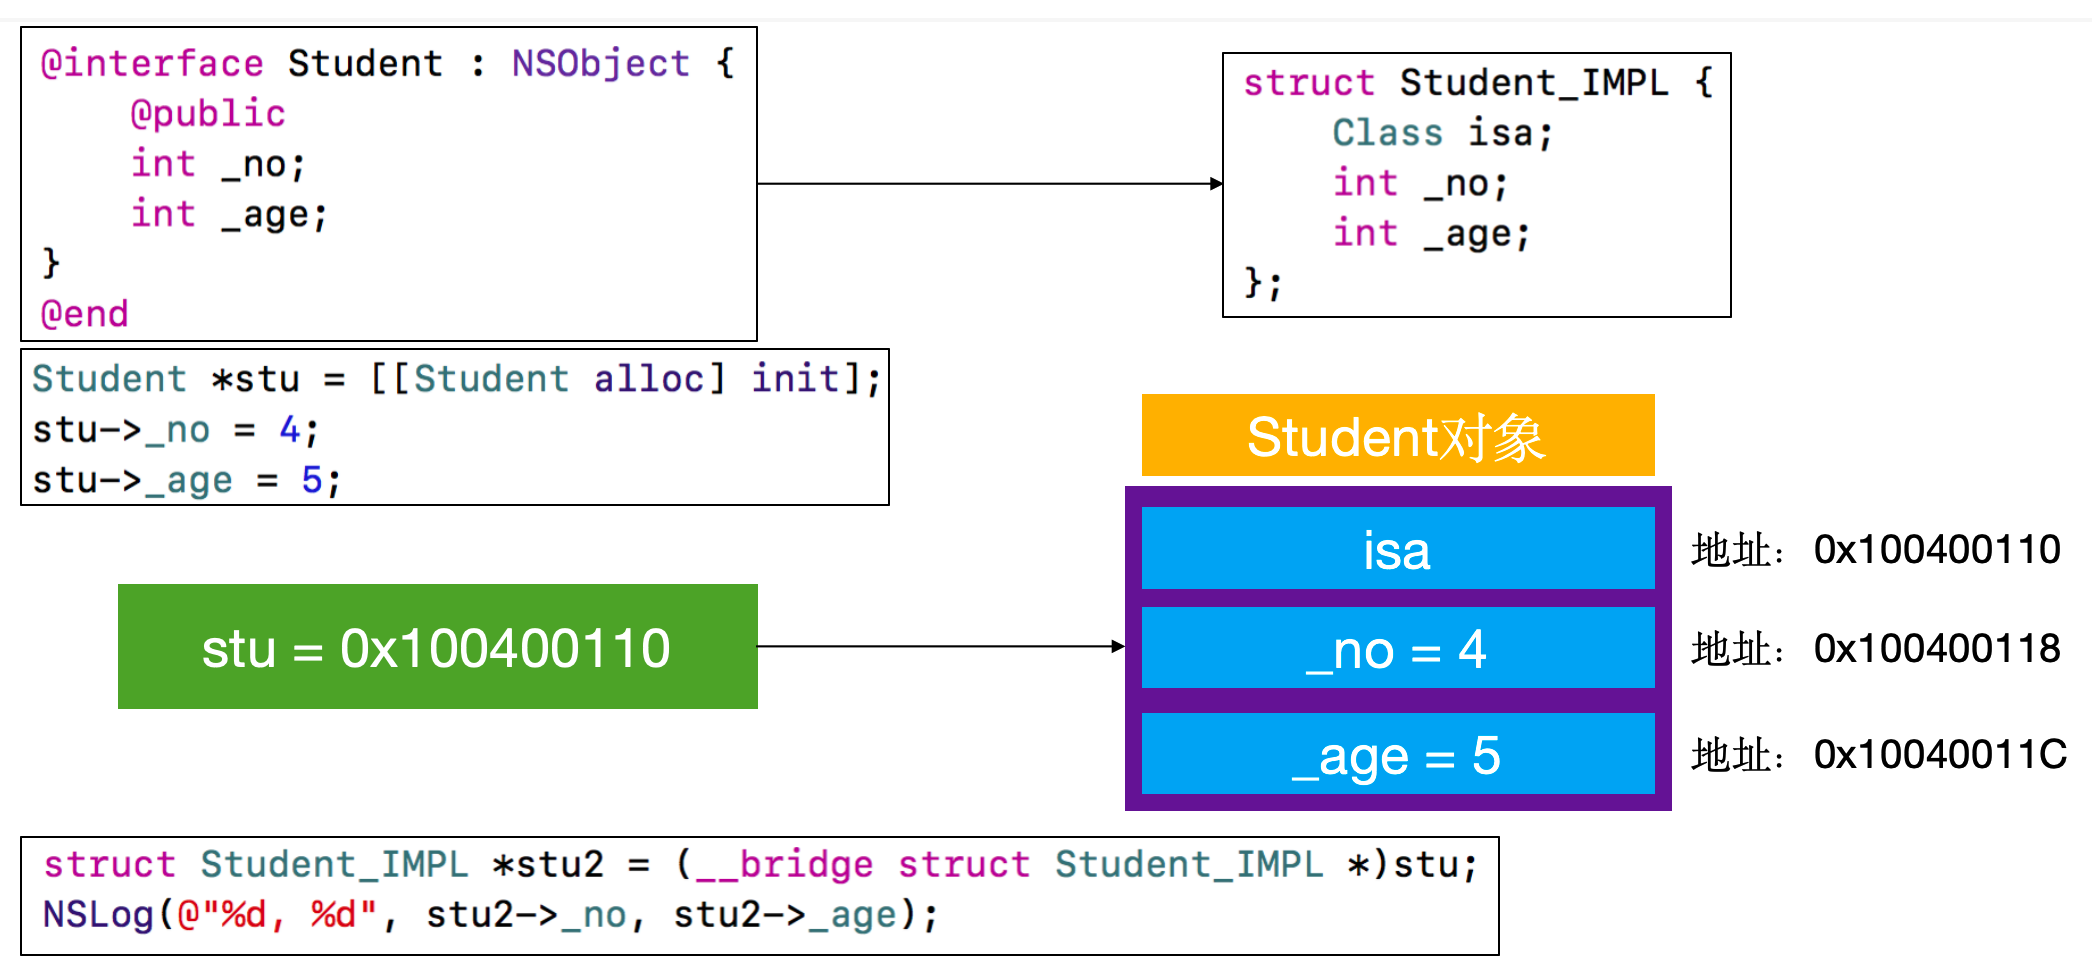 @interface Student : NSObject {
    @public
    int _no;
    int _age;
}
@end
struct Student_IMPL {
    Class isa;
    int _no;
    int _age;
};
Student *stu = [[Student alloc] init];
stu->_no = 4;
stu->_age = 5;
Student对象
isa
地址：0x100400110
stu = 0x100400110
_no = 4
地址：0x100400118
_age = 5
地址：0x10040011C
struct Student_IMPL *stu2 = (__bridge struct Student_IMPL *)stu;
NSLog(@"%d, %d", stu2->_no, stu2->_age);